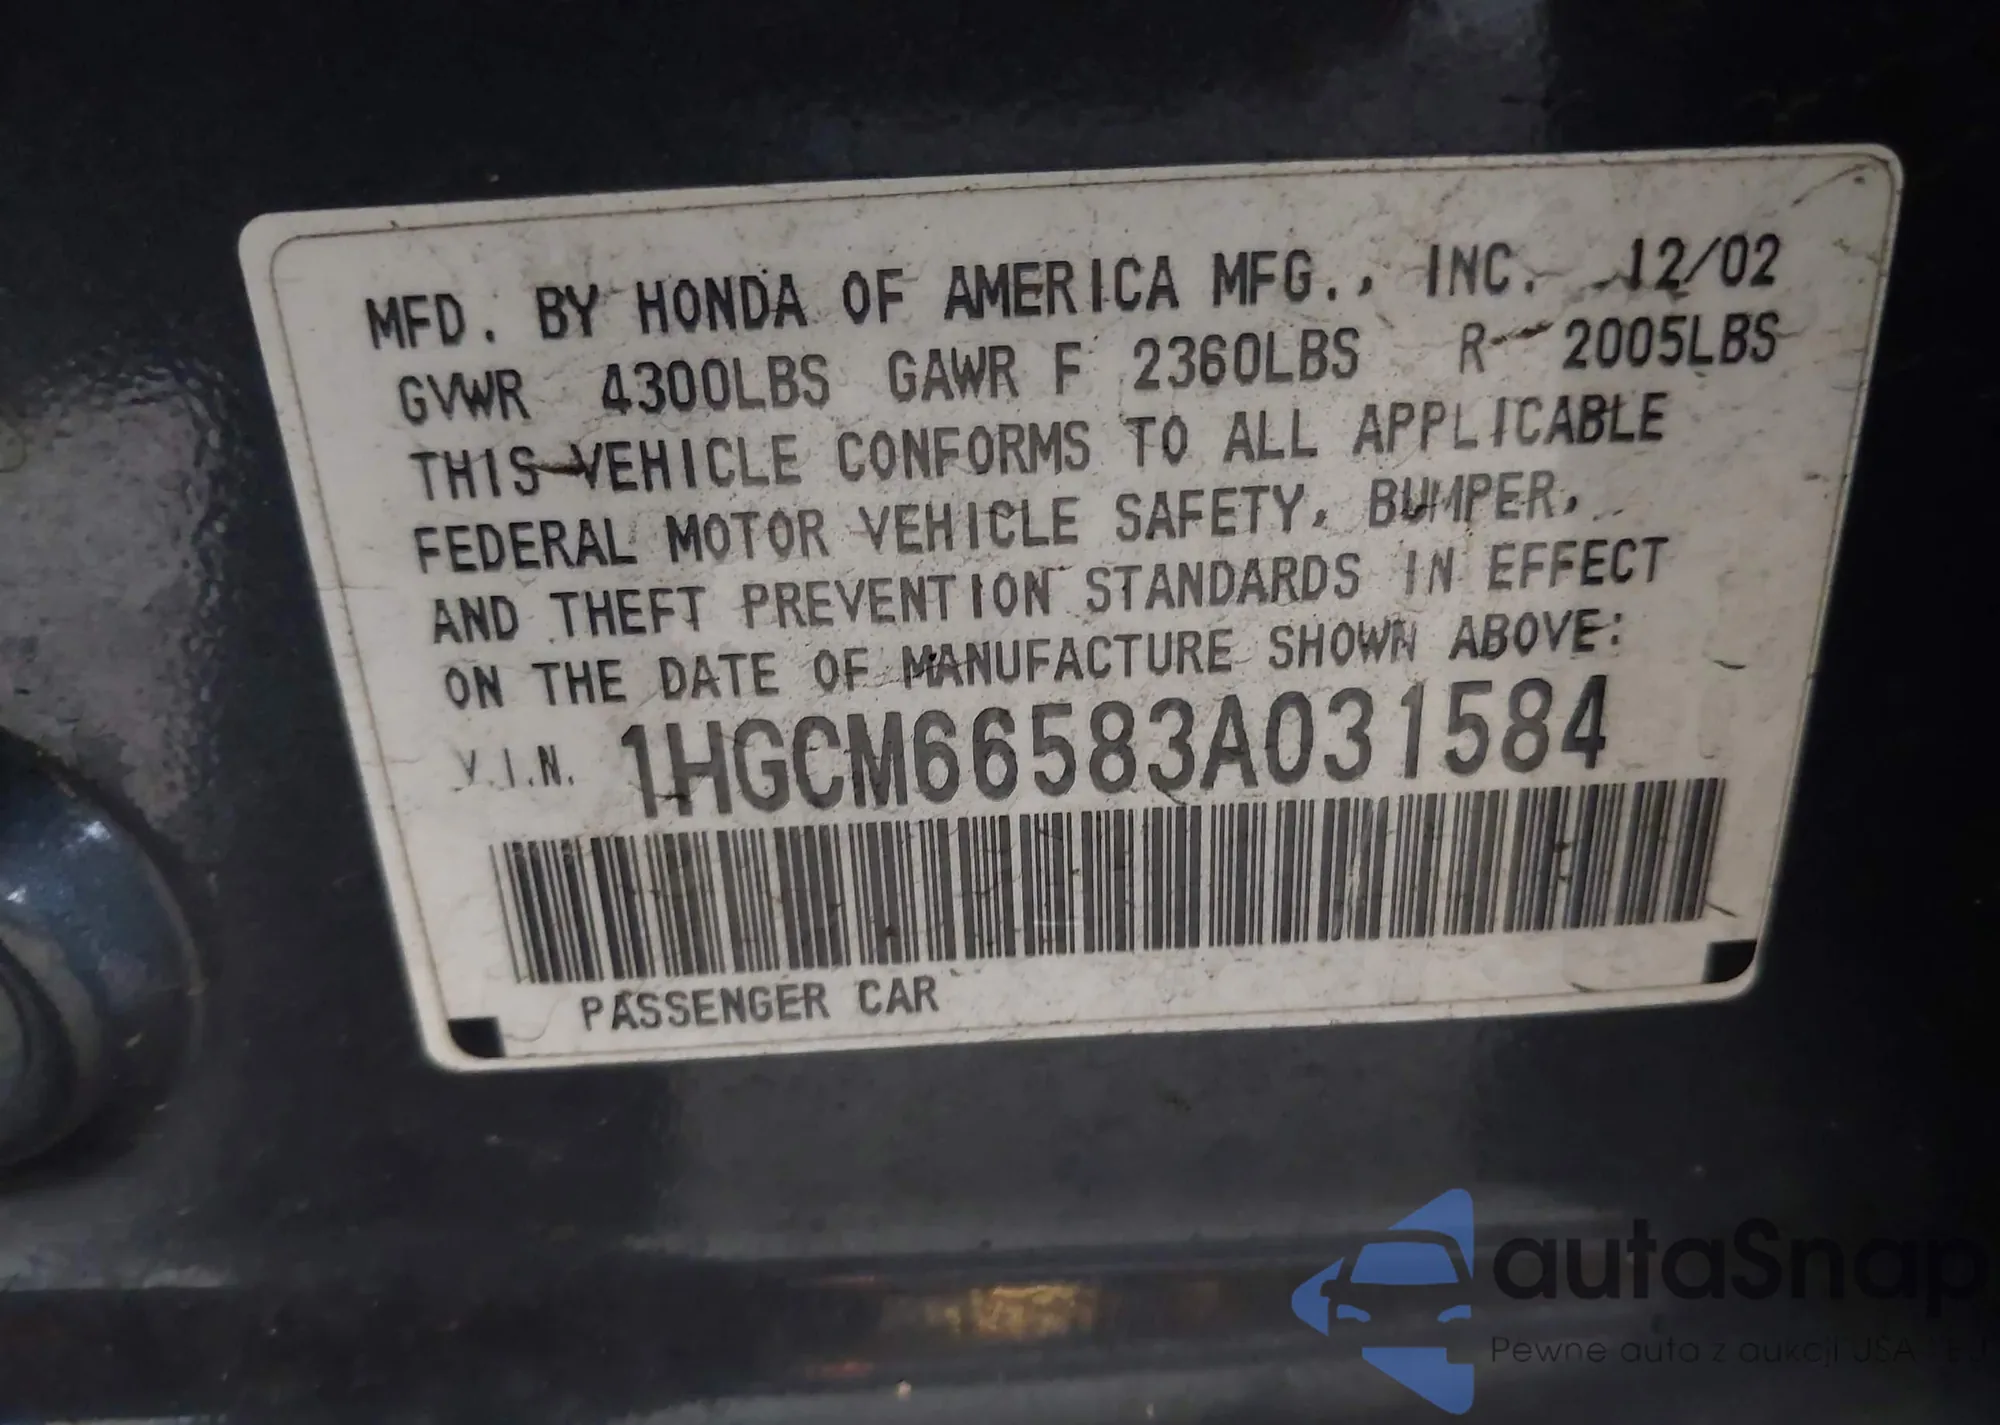 MFD. BY HONDA OF AMERICA MFG., INC. 12/02
GVWR 4300LBS GAWR F 2360LBS R 2005LBS
THIS VEHICLE CONFORMS TO ALL APPLICABLE
FEDERAL MOTOR VEHICLE SAFETY, BUMPER,
AND THEFT PREVENTION STANDARDS IN EFFECT
ON THE DATE OF MANUFACTURE SHOWN ABOVE:
V.I.N. 1HGCM66583A031584
PASSENGER CAR
autaSnap
Pewne auta z aukcji USA